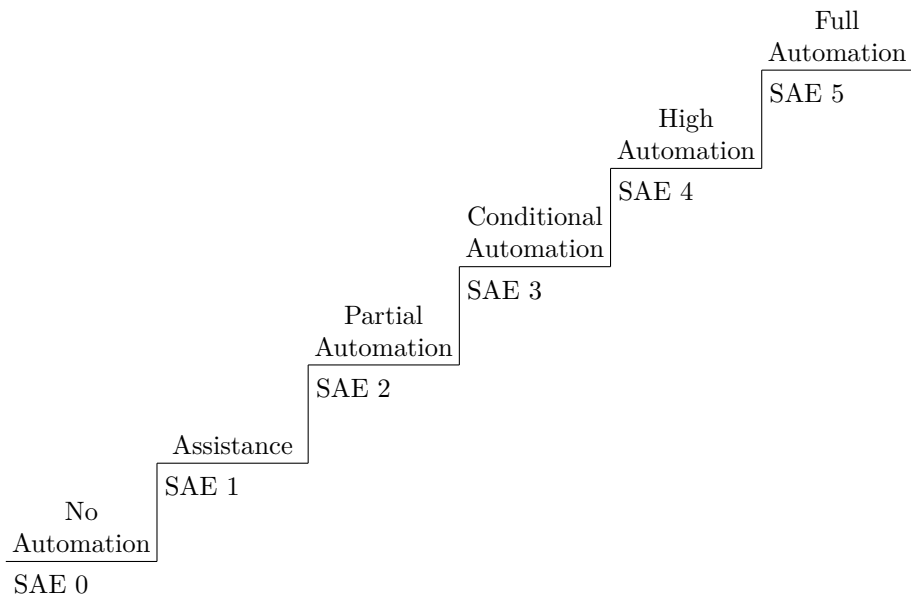 Full
Automation
SAE 5
High
Automation
SAE 4
Conditional
Automation
SAE 3
Partial
Automation
SAE 2
Assistance
SAE 1
No
Automation
SAE 0